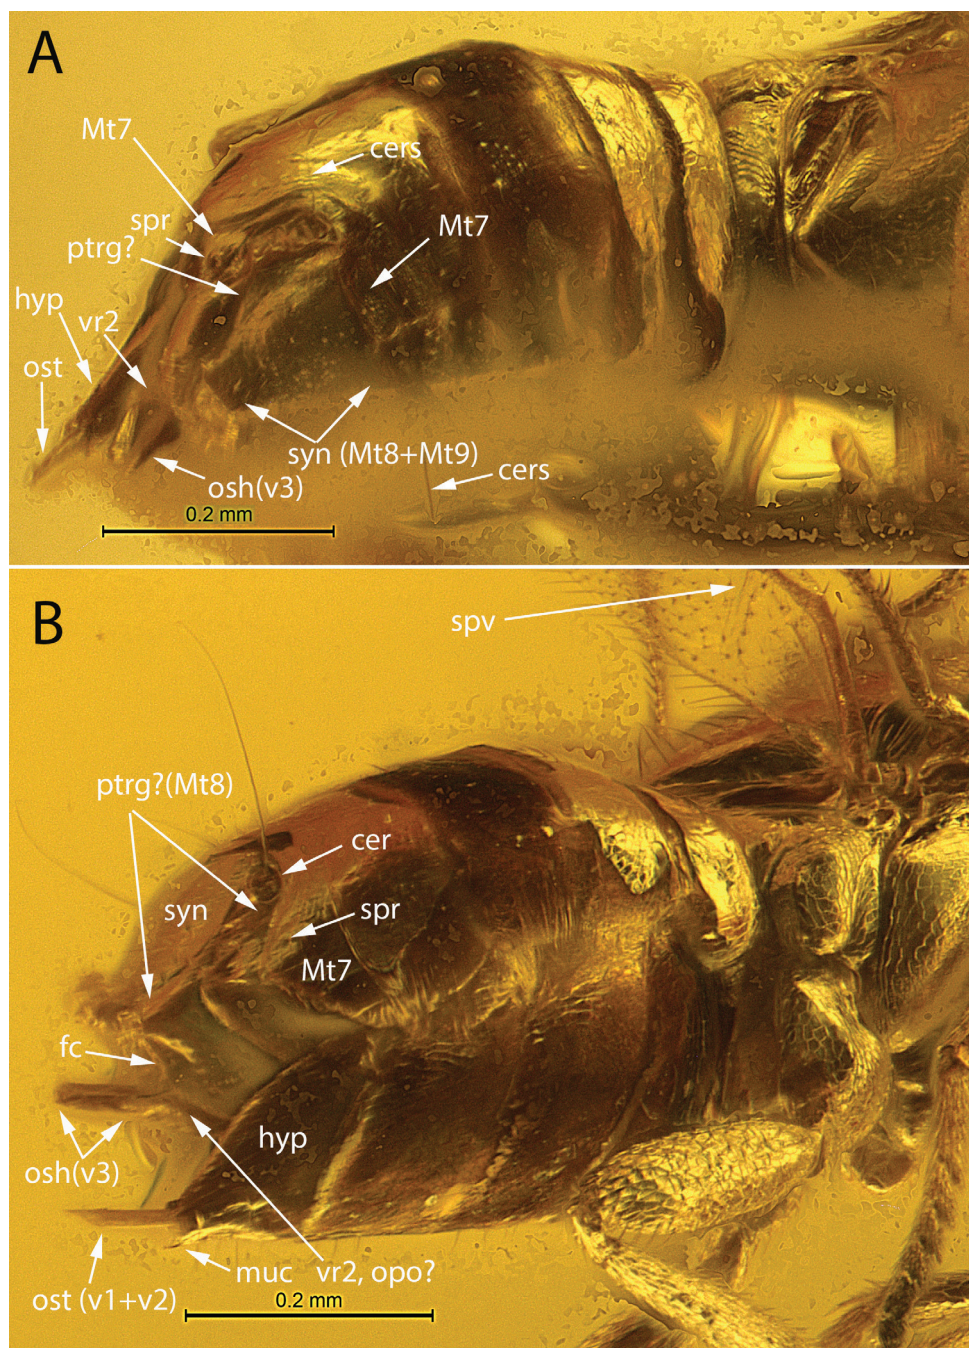 A
Mt7
cers
spr
Mt7
ptrg?
hyp
vr2
ost
syn (Mt8+Mt9)
cers
osh(v3)
0.2 mm
B
spv
ptrg?(Mt8)
cer
syn
spr
Mt7
fc
hyp
osh(v3)
muc vr2, opo?
ost (v1+v2)
0.2 mm